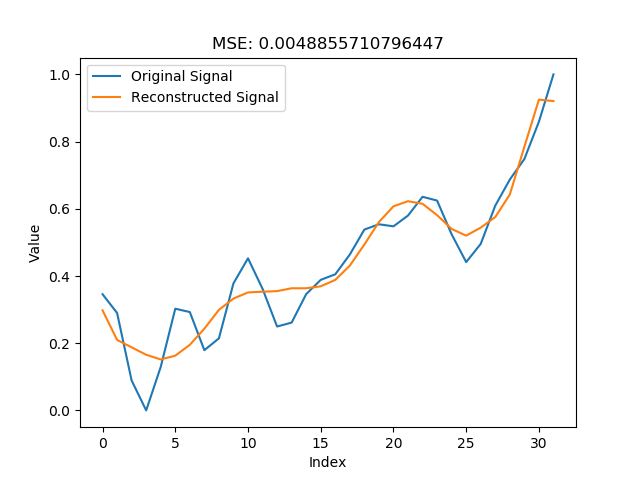 MSE: 0.0048855710796447
Original Signal
Reconstructed Signal
1.0
0.8
0.6
0.4
0.2
0.0
Value
0 5 10 15 20 25 30
Index